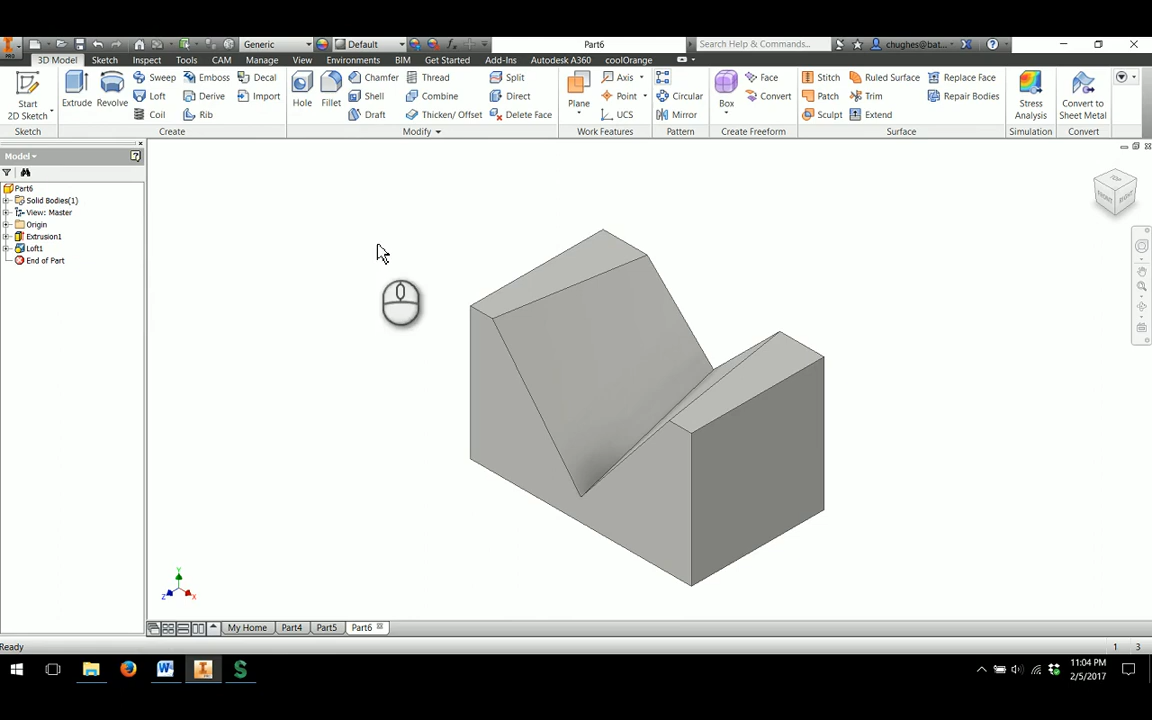 Generic
Default
Part6
Search Help & Commands...
chughes@bat...
PRO
3D Model
Sketch
Inspect
Tools
CAM
Manage
View
Environments
BIM
Get Started
Add-Ins
Autodesk A360
coolOrange
Start
2D Sketch
Sketch
Extrude
Revolve
Sweep
Emboss
Decal
Loft
Derive
Import
Coil
Rib
Create
Hole
Fillet
Chamfer
Thread
Split
Shell
Combine
Direct
Draft
Thicken/ Offset
Delete Face
Modify
Plane
Axis
Point
UCS
Work Features
Circular
Mirror
Pattern
Box
Face
Convert
Create Freeform
Stitch
Ruled Surface
Replace Face
Patch
Trim
Repair Bodies
Sculpt
Extend
Surface
Stress
Analysis
Simulation
Convert to
Sheet Metal
Convert
Model
Part6
Solid Bodies(1)
View: Master
Origin
Extrusion1
Loft1
End of Part
TOP
FRONT
RIGHT
Y
Z
X
My Home
Part4
Part5
Part6
Ready
1
3
11:04 PM
2/5/2017